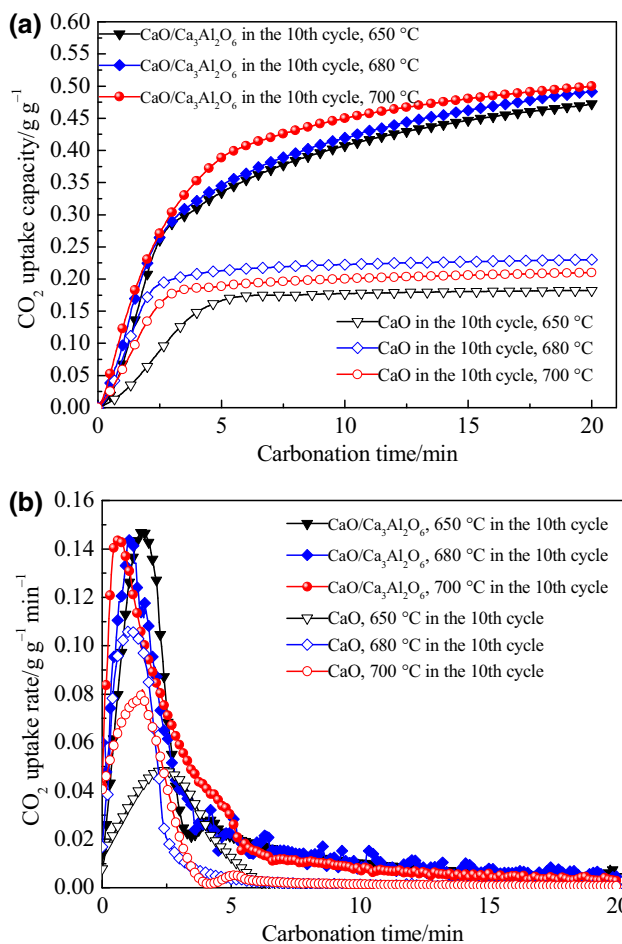 (a)
0.60
0.55
0.50
0.45
0.40
0.35
0.30
0.25
0.20
0.15
0.10
0.05
0.00
CO₂ uptake capacity/g g⁻¹
CaO/Ca₃Al₂O₆ in the 10th cycle, 650 °C
CaO/Ca₃Al₂O₆ in the 10th cycle, 680 °C
CaO/Ca₃Al₂O₆ in the 10th cycle, 700 °C
CaO in the 10th cycle, 650 °C
CaO in the 10th cycle, 680 °C
CaO in the 10th cycle, 700 °C
0 5 10 15 20
Carbonation time/min
(b)
0.16
0.14
0.12
0.10
0.08
0.06
0.04
0.02
0.00
CO₂ uptake rate/g g⁻¹ min⁻¹
CaO/Ca₃Al₂O₆, 650 °C in the 10th cycle
CaO/Ca₃Al₂O₆, 680 °C in the 10th cycle
CaO/Ca₃Al₂O₆, 700 °C in the 10th cycle
CaO, 650 °C in the 10th cycle
CaO, 680 °C in the 10th cycle
CaO, 700 °C in the 10th cycle
0 5 10 15 20
Carbonation time/min